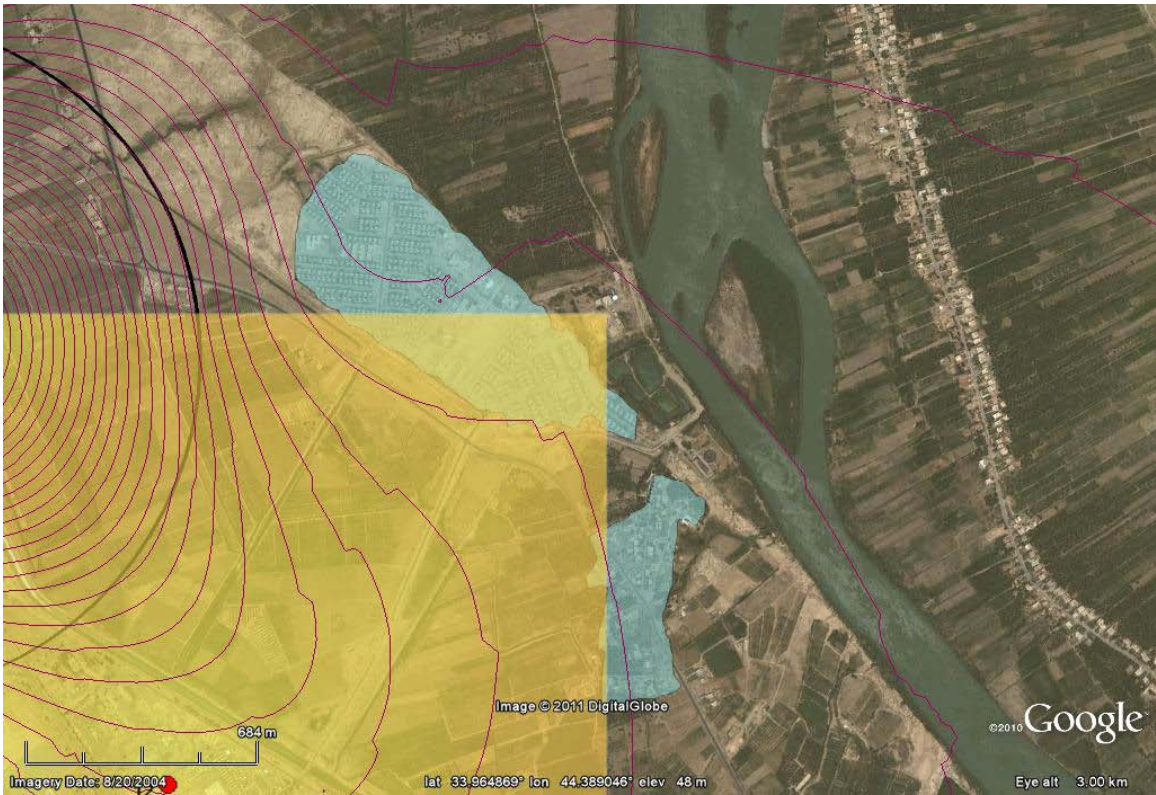 Image © 2011 DigitalGlobe
©2010 Google
684 m
Imagery Date: 8/20/2004
lat 33.964869° lon 44.389046° elev 48 m
Eye alt 3.00 km